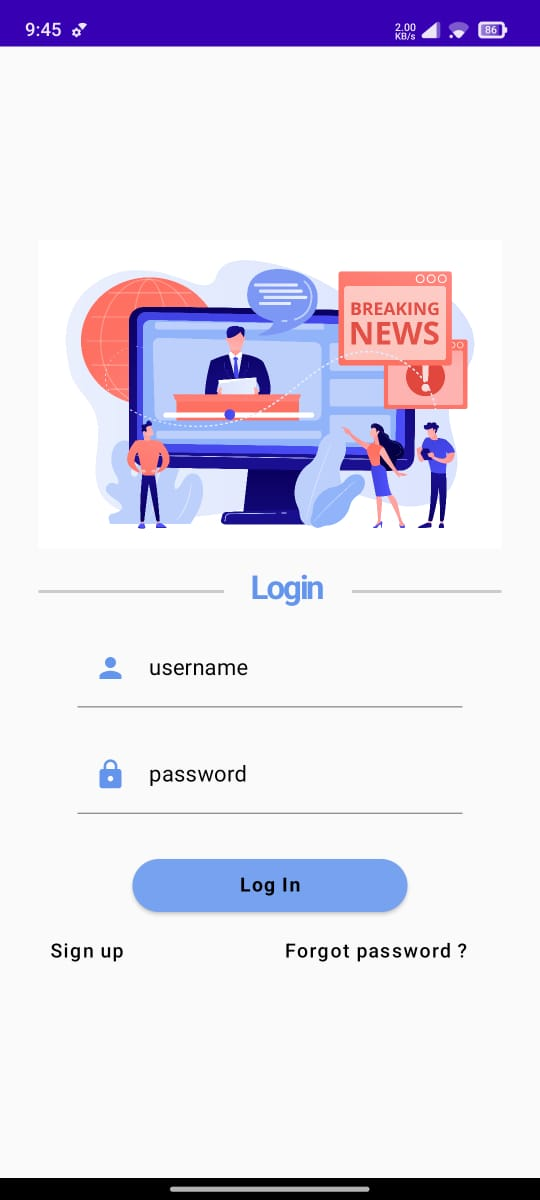 9:45
2.00
KB/s
86
BREAKING
NEWS
Login
username
password
Log In
Sign up
Forgot password ?